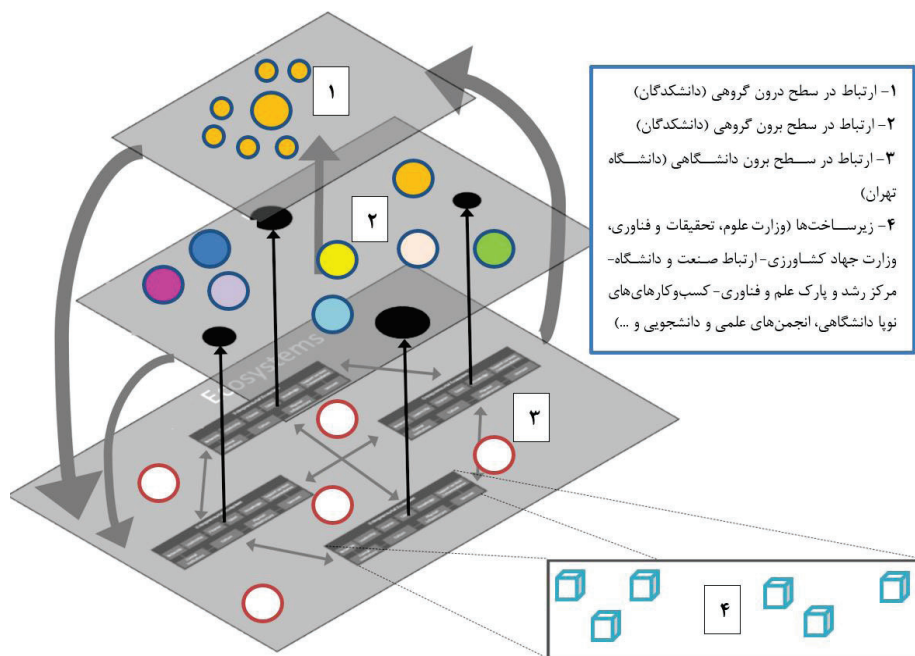 ۱
۲
۳
۴
Ecosystems
۱- ارتباط در سطح درون گروهی (دانشکدگان)
۲- ارتباط در سطح برون گروهی (دانشکدگان)
۳- ارتباط در سطح برون دانشگاهی (دانشگاه
تهران)
۴- زیرساخت‌ها (وزارت علوم، تحقیقات و فناوری،
وزارت جهاد کشاورزی- ارتباط صنعت و دانشگاه-
مرکز رشد و پارک علم و فناوری- کسب‌وکارهای‌های
نوپا دانشگاهی، انجمن‌های علمی و دانشجویی و ...)